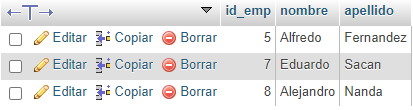 id_emp nombre apellido
Editar Copiar Borrar 5 Alfredo Fernandez
Editar Copiar Borrar 7 Eduardo Sacan
Editar Copiar Borrar 8 Alejandro Nanda